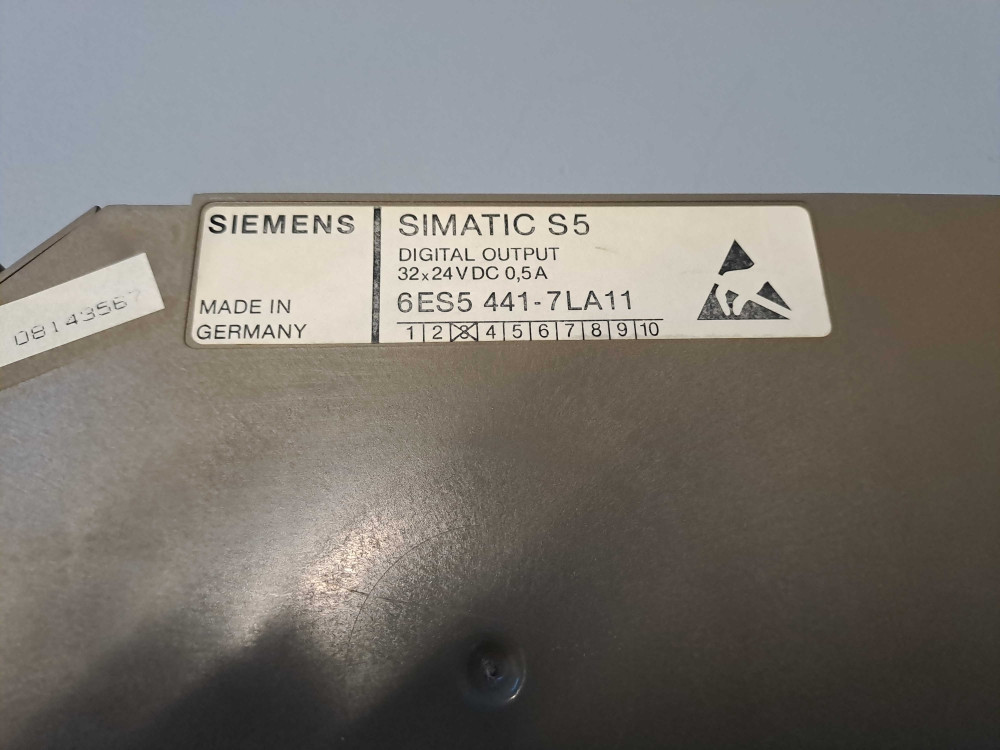 SIEMENS
MADE IN
GERMANY
SIMATIC S5
DIGITAL OUTPUT
32x24VDC 0,5A
6ES5 441-7LA11
1 2 3 4 5 6 7 8 9 10
08143567